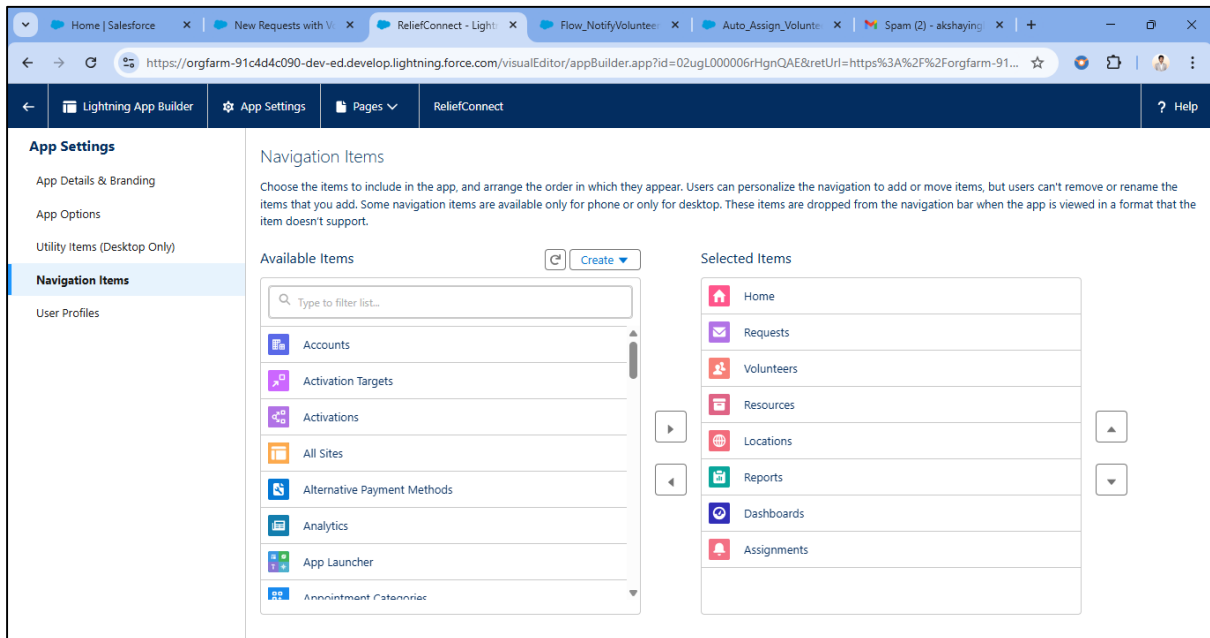 Home | Salesforce
New Requests with Vo
ReliefConnect - Light
Flow_NotifyVolunteer
Auto_Assign_Voluntee
Spam (2) - akshayingl
https://orgfarm-91c4d4c090-dev-ed.develop.lightning.force.com/visualEditor/appBuilder.app?id=02ugL000006rHgnQAE&retUrl=https%3A%2F%2Forgfarm-91...
Lightning App Builder
App Settings
Pages
ReliefConnect
? Help
App Settings
App Details & Branding
App Options
Utility Items (Desktop Only)
Navigation Items
User Profiles
Navigation Items
Choose the items to include in the app, and arrange the order in which they appear. Users can personalize the navigation to add or move items, but users can't remove or rename the
items that you add. Some navigation items are available only for phone or only for desktop. These items are dropped from the navigation bar when the app is viewed in a format that the
item doesn't support.
Available Items
Create
Type to filter list...
Accounts
Activation Targets
Activations
All Sites
Alternative Payment Methods
Analytics
App Launcher
Appointment Categories
Selected Items
Home
Requests
Volunteers
Resources
Locations
Reports
Dashboards
Assignments